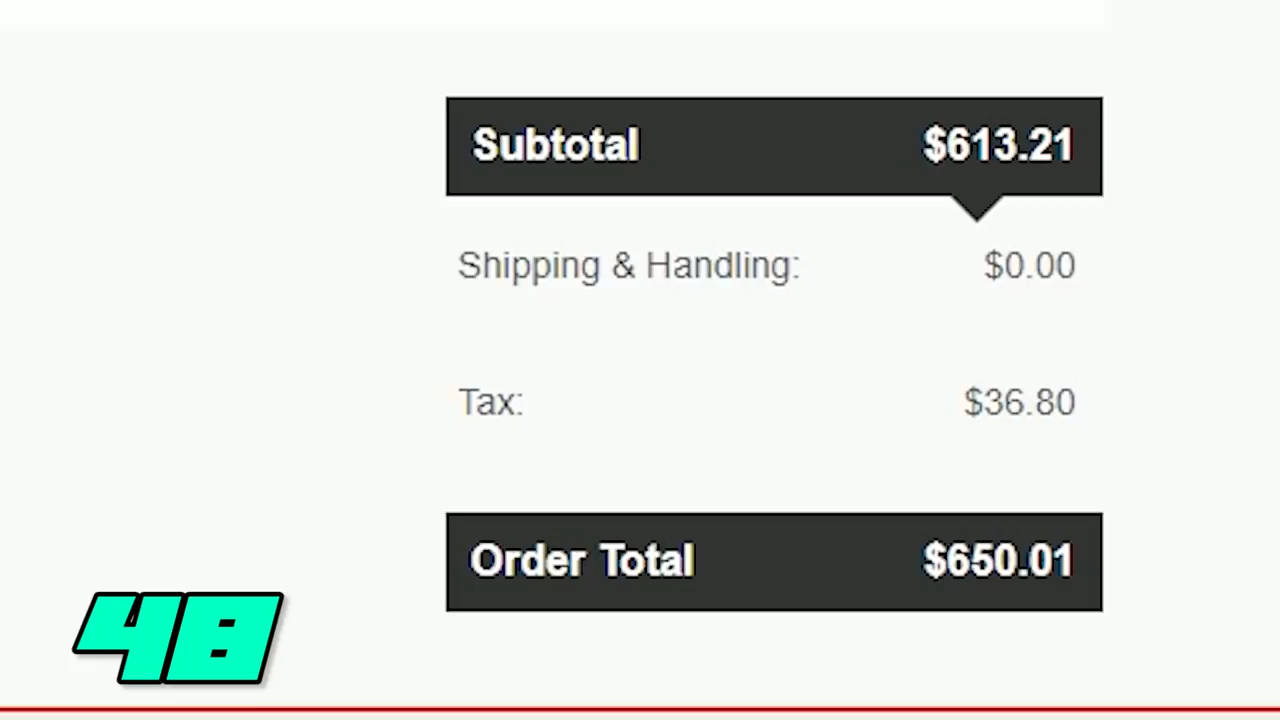 Subtotal $613.21
Shipping & Handling: $0.00
Tax: $36.80
Order Total $650.01
48